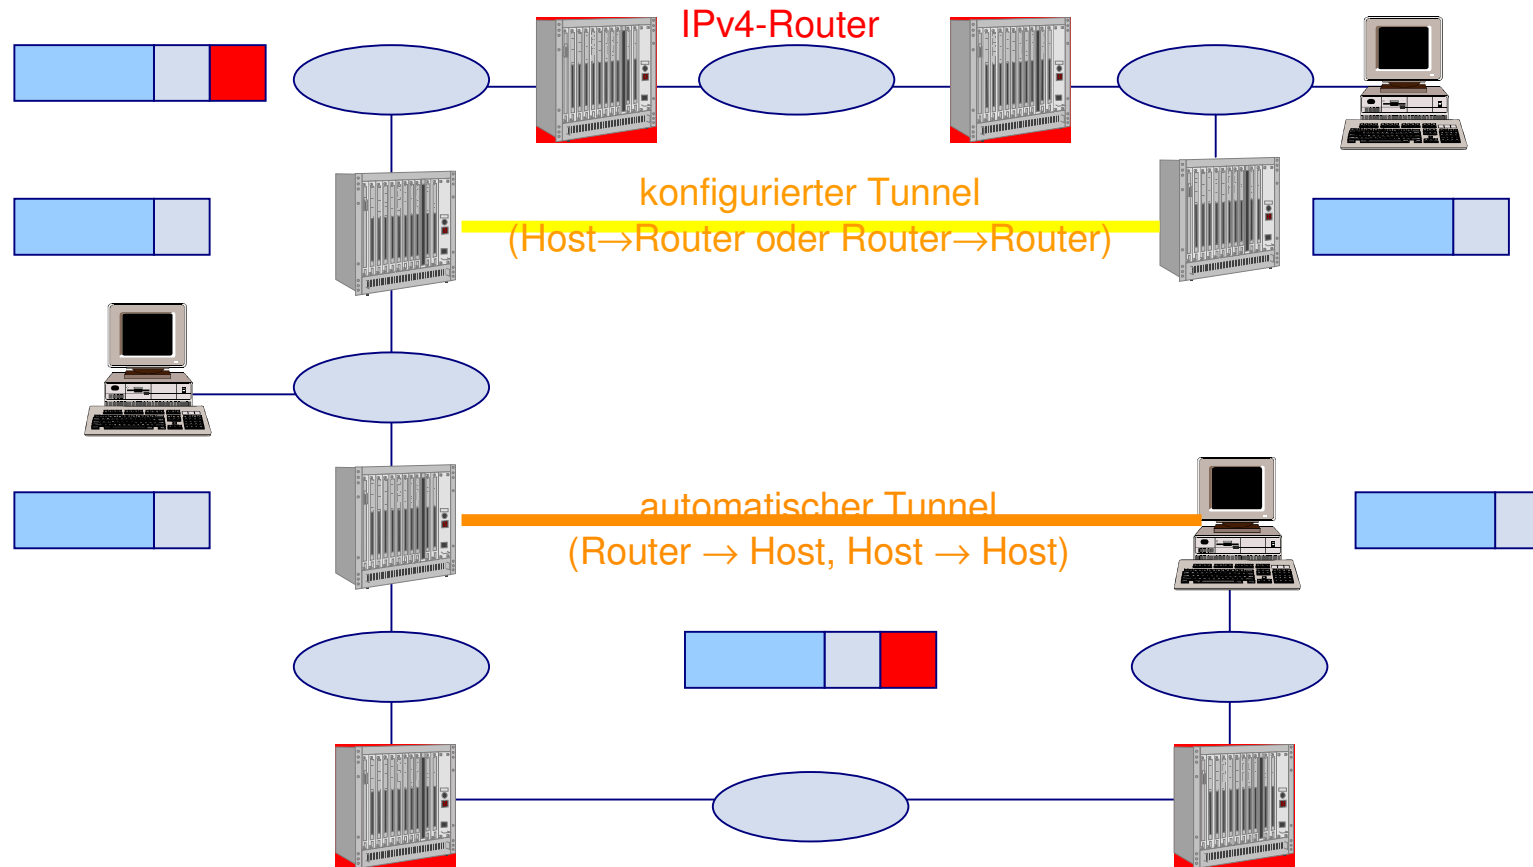 IPv4-Router
konfigurierter Tunnel
(Host→Router oder Router→Router)
automatischer Tunnel
(Router → Host, Host → Host)